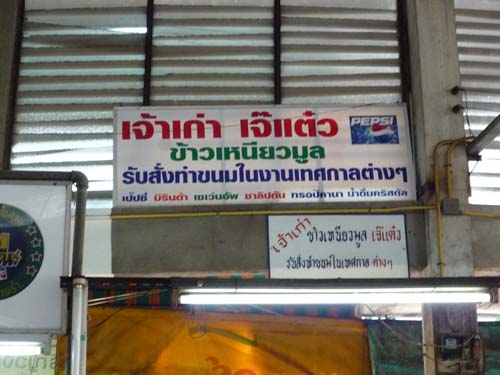 เจ้าเก่า เจ๊แต๋ว
PEPSI
ข้าวเหนียวมูล
รับสั่งทำขนมในงานเทศกาลต่างๆ
เป๊ปซี่ มิรินด้า เซเว่นอัพ ชาลิปตัน ทรอปิคานา น้ำดื่มคริสตัล
เจ้าเก่า ข้าวเหนียวมูล เจ๊แต๋ว
รับสั่งทำขนมในเทศกาล ต่างๆ